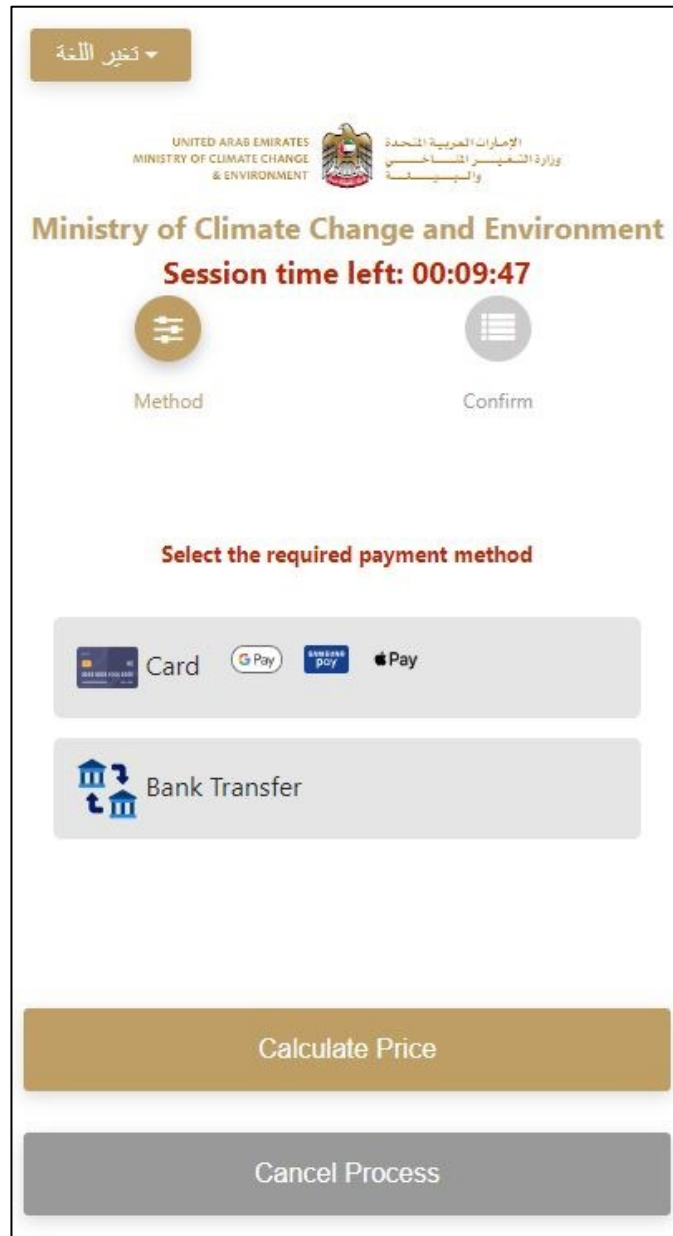 تغير اللغة
UNITED ARAB EMIRATES
MINISTRY OF CLIMATE CHANGE
& ENVIRONMENT
الإمارات العربية المتحدة
وزارة التغير المناخي
والبيئة
Ministry of Climate Change and Environment
Session time left: 00:09:47
Method
Confirm
Select the required payment method
Card
G Pay
SAMSUNG
pay
Pay
Bank Transfer
Calculate Price
Cancel Process